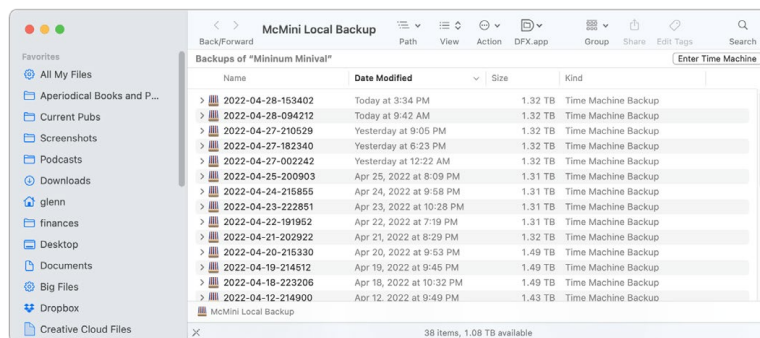 McMini Local Backup
Back/Forward Path View Action DFX.app Group Share Edit Tags Search
Favorites
All My Files
Aperiodical Books and P...
Current Pubs
Screenshots
Podcasts
Downloads
glenn
finances
Desktop
Documents
Big Files
Dropbox
Creative Cloud Files
Backups of “Mininum Minival” Enter Time Machine
Name Date Modified Size Kind
2022-04-28-153402 Today at 3:34 PM 1.32 TB Time Machine Backup
2022-04-28-094212 Today at 9:42 AM 1.32 TB Time Machine Backup
2022-04-27-210529 Yesterday at 9:05 PM 1.32 TB Time Machine Backup
2022-04-27-182340 Yesterday at 6:23 PM 1.32 TB Time Machine Backup
2022-04-27-002242 Yesterday at 12:22 AM 1.32 TB Time Machine Backup
2022-04-25-200903 Apr 25, 2022 at 8:09 PM 1.31 TB Time Machine Backup
2022-04-24-215855 Apr 24, 2022 at 9:58 PM 1.31 TB Time Machine Backup
2022-04-23-222851 Apr 23, 2022 at 10:28 PM 1.31 TB Time Machine Backup
2022-04-22-191952 Apr 22, 2022 at 7:19 PM 1.31 TB Time Machine Backup
2022-04-21-202922 Apr 21, 2022 at 8:29 PM 1.32 TB Time Machine Backup
2022-04-20-215330 Apr 20, 2022 at 9:53 PM 1.49 TB Time Machine Backup
2022-04-19-214512 Apr 19, 2022 at 9:45 PM 1.49 TB Time Machine Backup
2022-04-18-223206 Apr 18, 2022 at 10:32 PM 1.49 TB Time Machine Backup
2022-04-12-214900 Apr 12, 2022 at 9:49 PM 1.43 TB Time Machine Backup
McMini Local Backup
38 items, 1.08 TB available